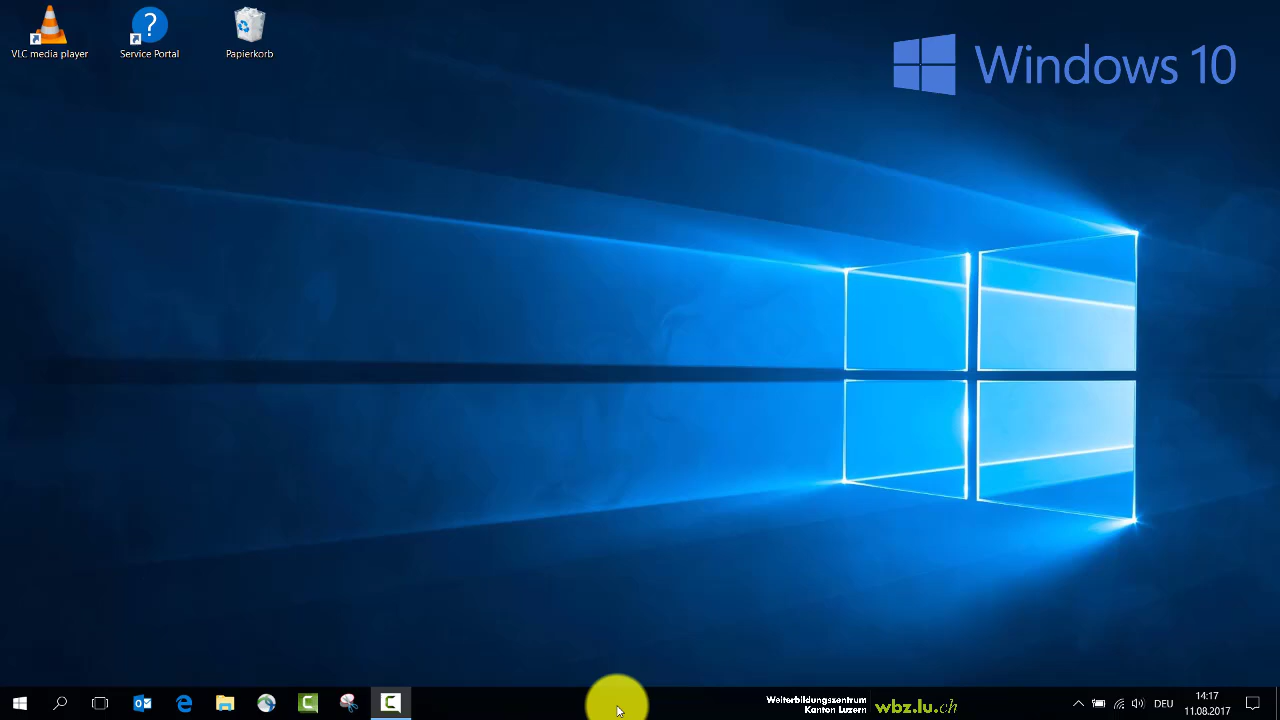 VLC media player
Service Portal
?
Papierkorb
Windows 10
Weiterbildungszentrum
Kanton Luzern
wbz.lu.ch
DEU
14:17
11.08.2017